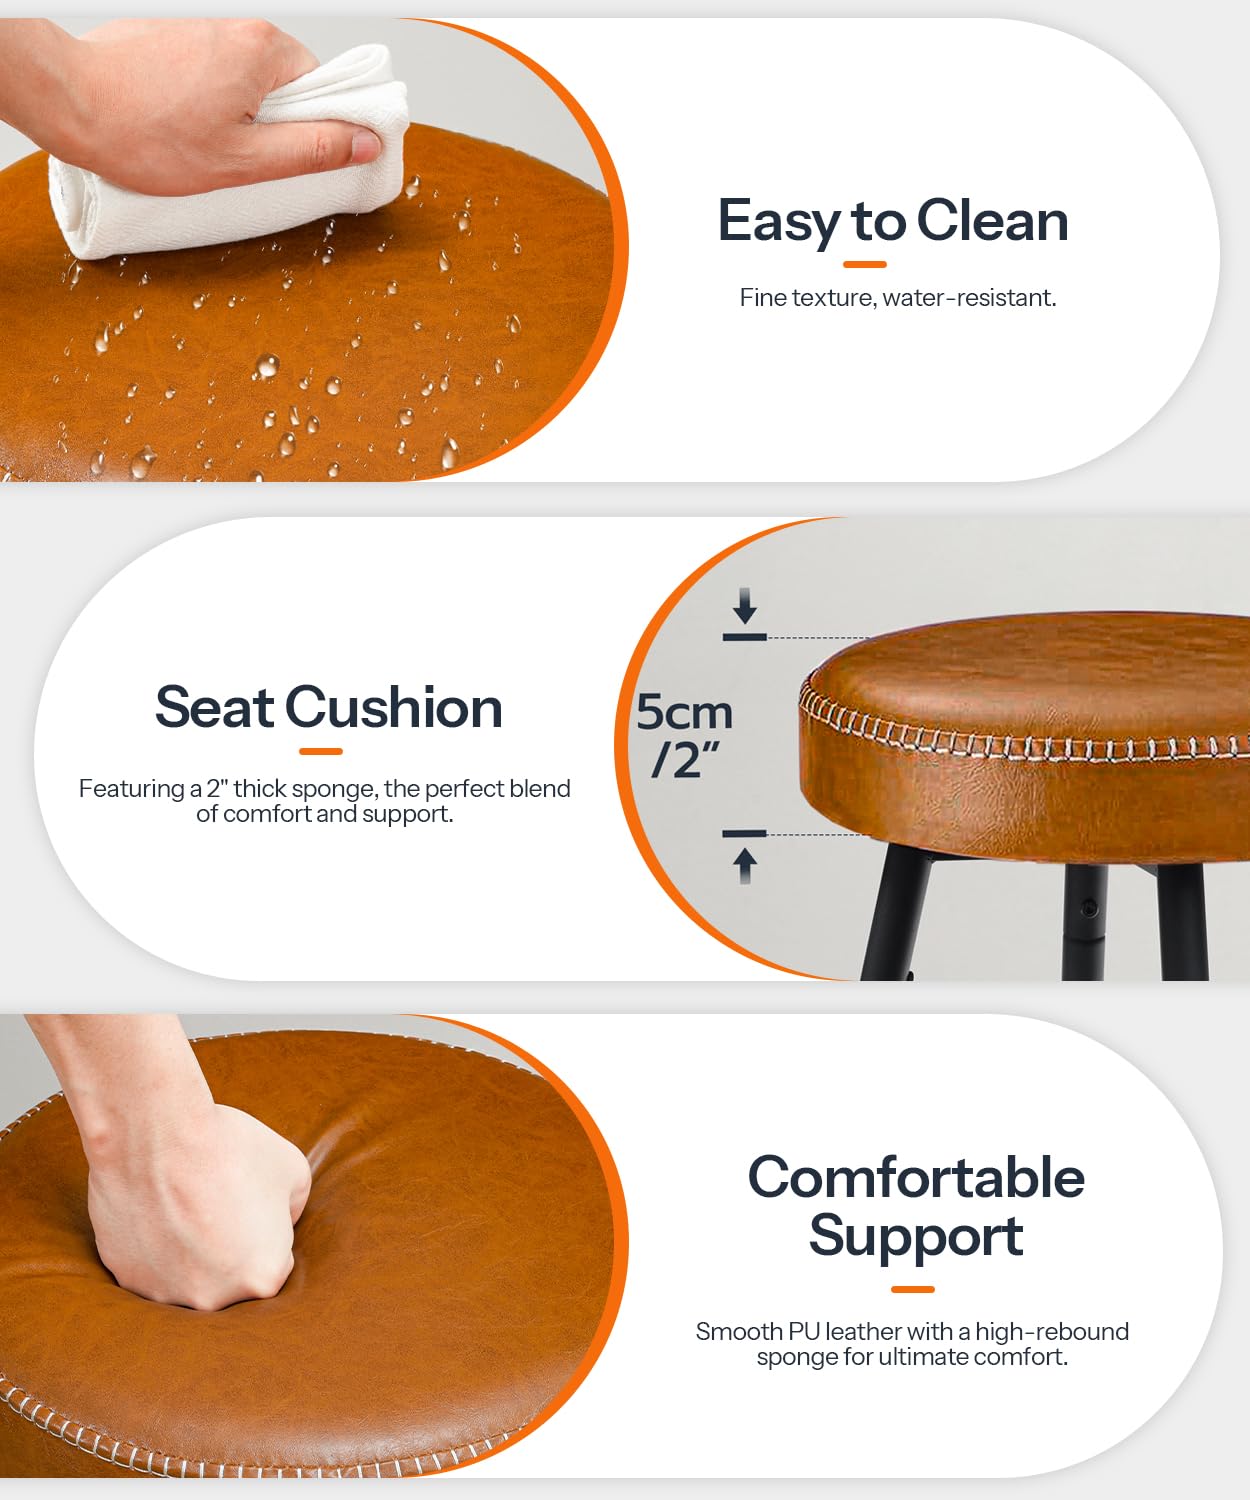 Easy to Clean
Fine texture, water-resistant.
Seat Cushion
Featuring a 2" thick sponge, the perfect blend
of comfort and support.
5cm
/2”
Comfortable
Support
Smooth PU leather with a high-rebound
sponge for ultimate comfort.